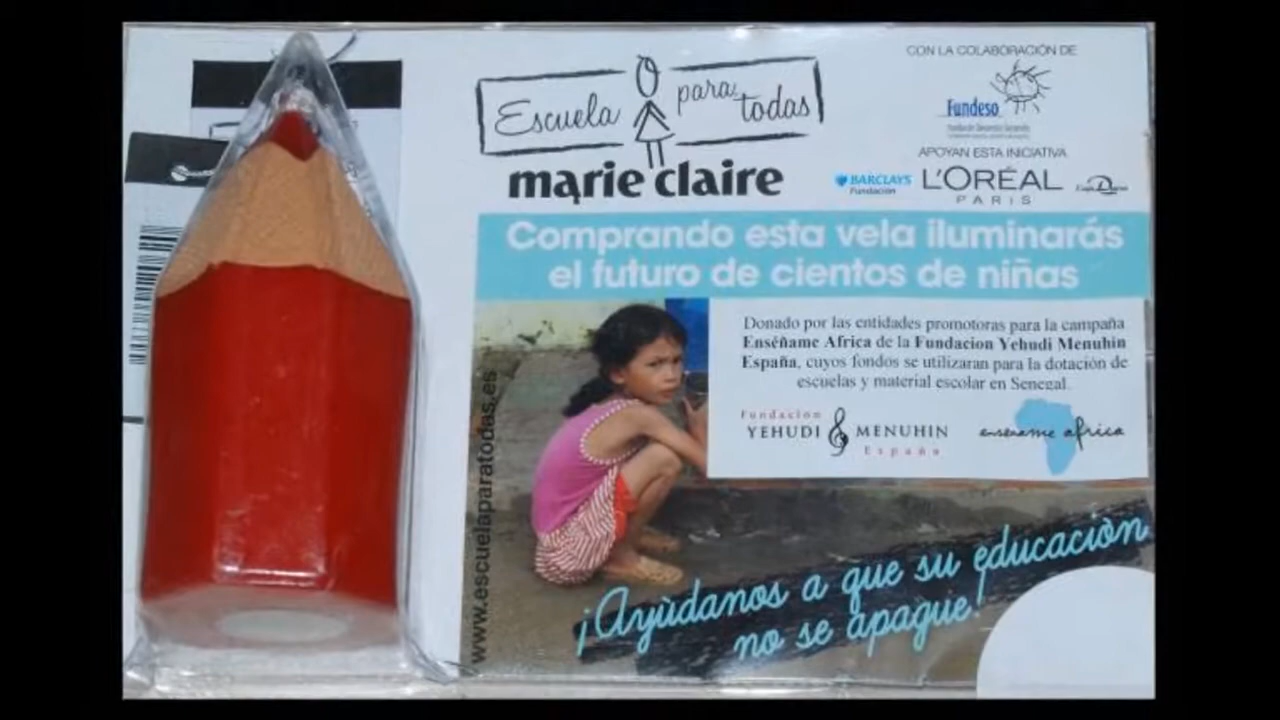 Escuela para todas
marie claire
CON LA COLABORACIÓN DE
Fundeso
APOYAN ESTA INICIATIVA
BARCLAYS
Fundación
L'ORÉAL
PARIS
Comprando esta vela iluminarás
el futuro de cientos de niñas
Donado por las entidades promotoras para la campaña
Enséñame Africa de la Fundacion Yehudi Menuhin
España, cuyos fondos se utilizaran para la dotación de
escuelas y material escolar en Senegal.
Fundación
YEHUDI MENUHIN
España
enséñame africa
www.escuelaparatodas.es
¡Ayùdanos a que su educaciòn
no se apague!